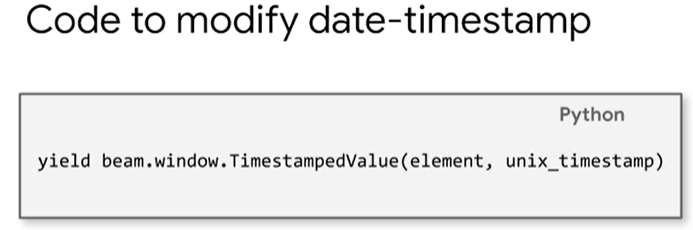 Code to modify date-timestamp
Python
yield beam.window.TimestampedValue(element, unix_timestamp)